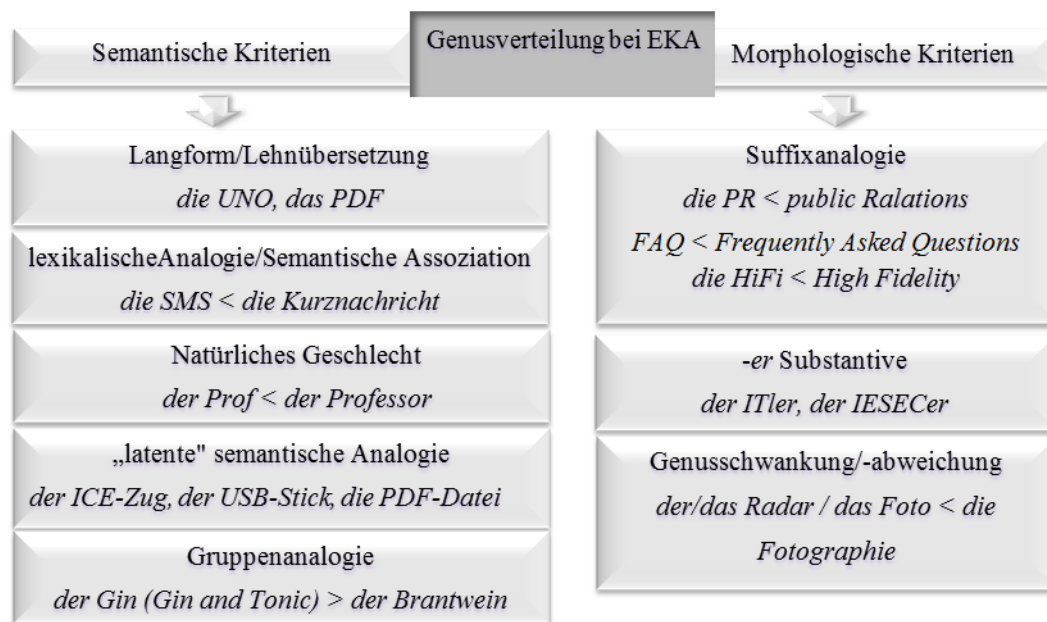 Genusverteilung bei EKA
Semantische Kriterien
Langform/Lehnübersetzung
die UNO, das PDF
lexikalischeAnalogie/Semantische Assoziation
die SMS < die Kurznachricht
Natürliches Geschlecht
der Prof < der Professor
„latente" semantische Analogie
der ICE-Zug, der USB-Stick, die PDF-Datei
Gruppenanalogie
der Gin (Gin and Tonic) > der Brantwein
Morphologische Kriterien
Suffixanalogie
die PR < public Ralations
FAQ < Frequently Asked Questions
die HiFi < High Fidelity
-er Substantive
der ITler, der IESECer
Genusschwankung/-abweichung
der/das Radar / das Foto < die
Fotographie